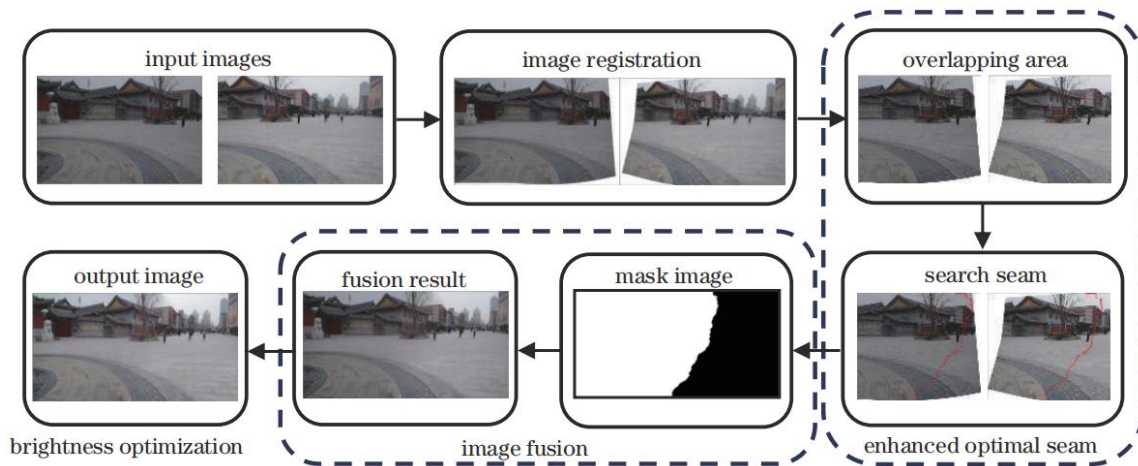 input images
image registration
overlapping area
output image
fusion result
mask image
search seam
brightness optimization
image fusion
enhanced optimal seam